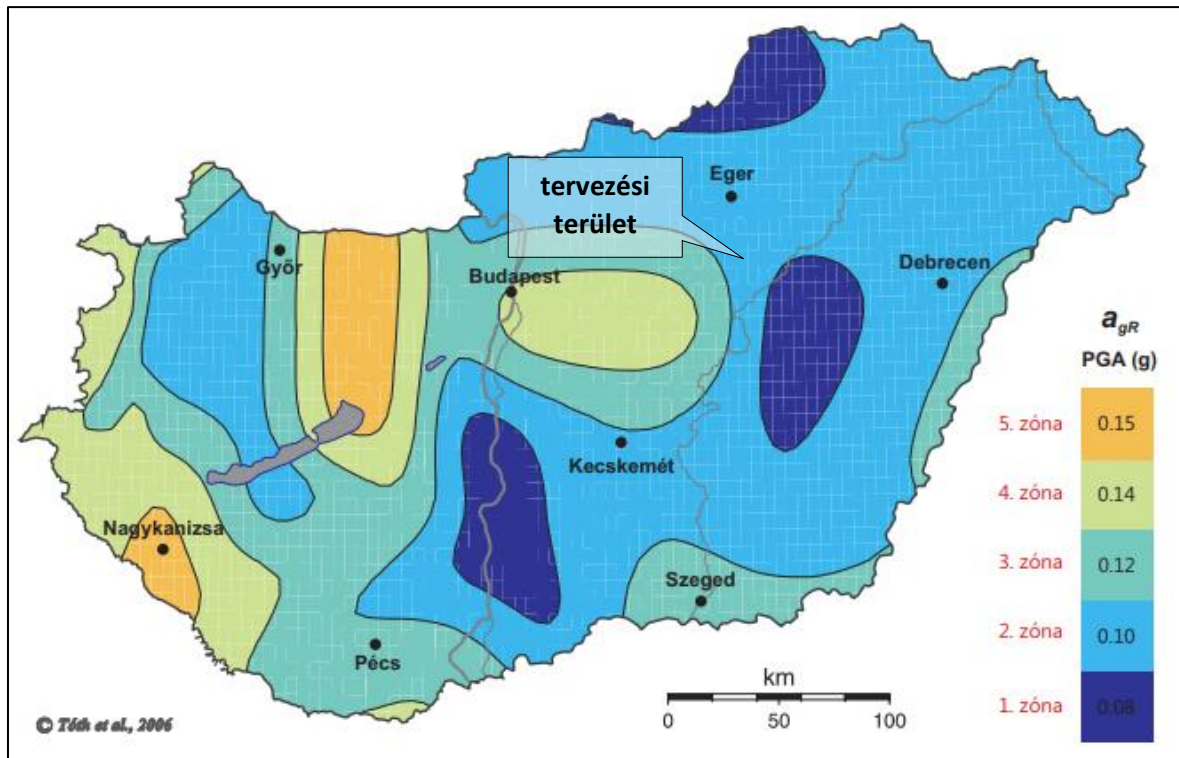 tervezési
terület
Eger
Győr
Budapest
Debrecen
Kecskemét
Nagykanizsa
Szeged
Pécs
a_gR
PGA (g)
5. zóna 0.15
4. zóna 0.14
3. zóna 0.12
2. zóna 0.10
1. zóna 0.08
km
0 50 100
© Tóth et al., 2006